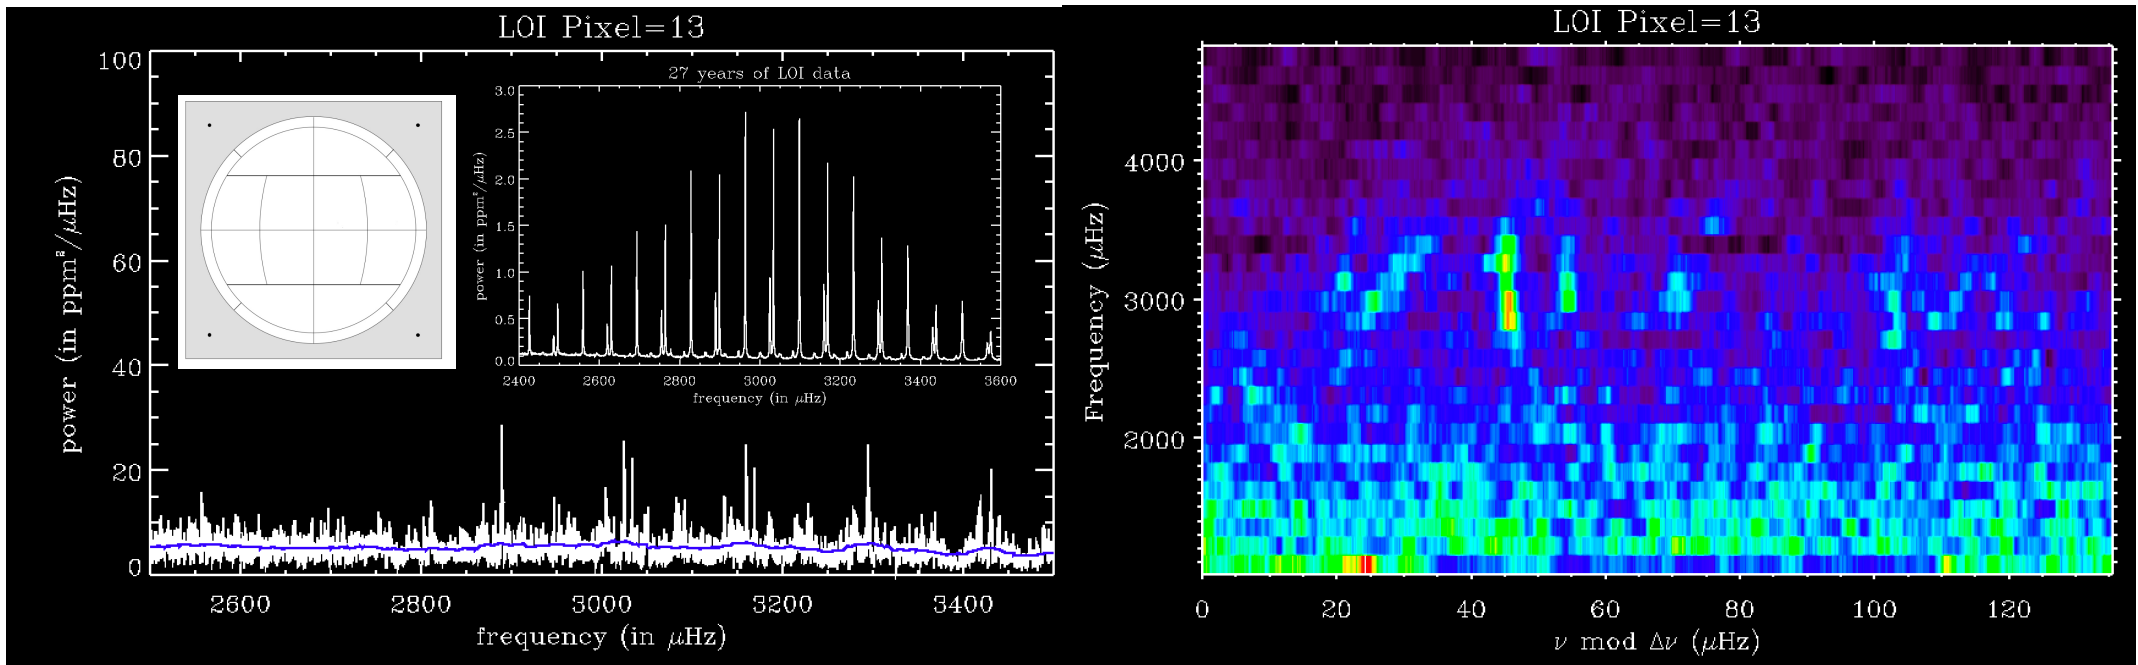 LOI Pixel=13
100
80
60
40
20
0
power (in ppm²/μHz)
2600 2800 3000 3200 3400
frequency (in μHz)
27 years of LOI data
3.0
2.5
2.0
1.5
1.0
0.5
0.0
power (in ppm²/μHz)
2400 2600 2800 3000 3200 3400 3600
frequency (in μHz)
LOI Pixel=13
4000
3000
2000
Frequency (μHz)
0 20 40 60 80 100 120
ν mod Δν (μHz)